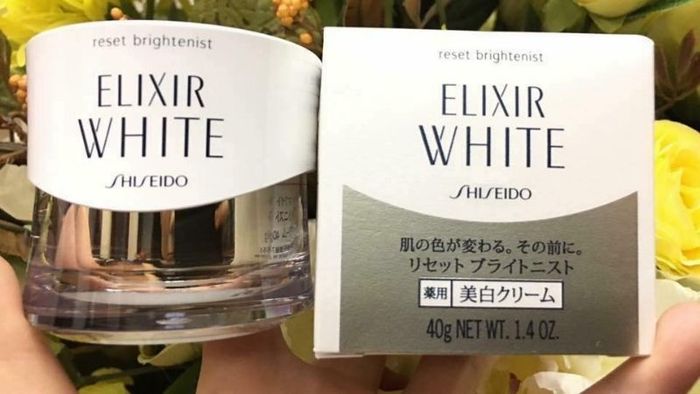 reset brightenist
ELIXIR
WHITE
SHISEIDO
reset brightenist
ELIXIR
WHITE
SHISEIDO
肌の色が変わる。その前に。
リセット ブライトニスト
薬用 美白クリーム
40g NET WT. 1.4 OZ.